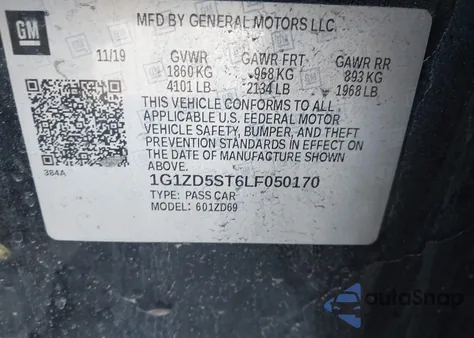 GM
MFD BY GENERAL MOTORS LLC.
11/19 GVWR GAWR FRT GAWR RR
1860 KG 968 KG 893 KG
4101 LB 2134 LB 1968 LB
THIS VEHICLE CONFORMS TO ALL
APPLICABLE U.S. FEDERAL MOTOR
VEHICLE SAFETY, BUMPER, AND THEFT
PREVENTION STANDARDS IN EFFECT ON
THE DATE OF MANUFACTURE SHOWN
ABOVE.
384A
1G1ZD5ST6LF050170
TYPE: PASS CAR
MODEL: 601ZD69
autoSnap